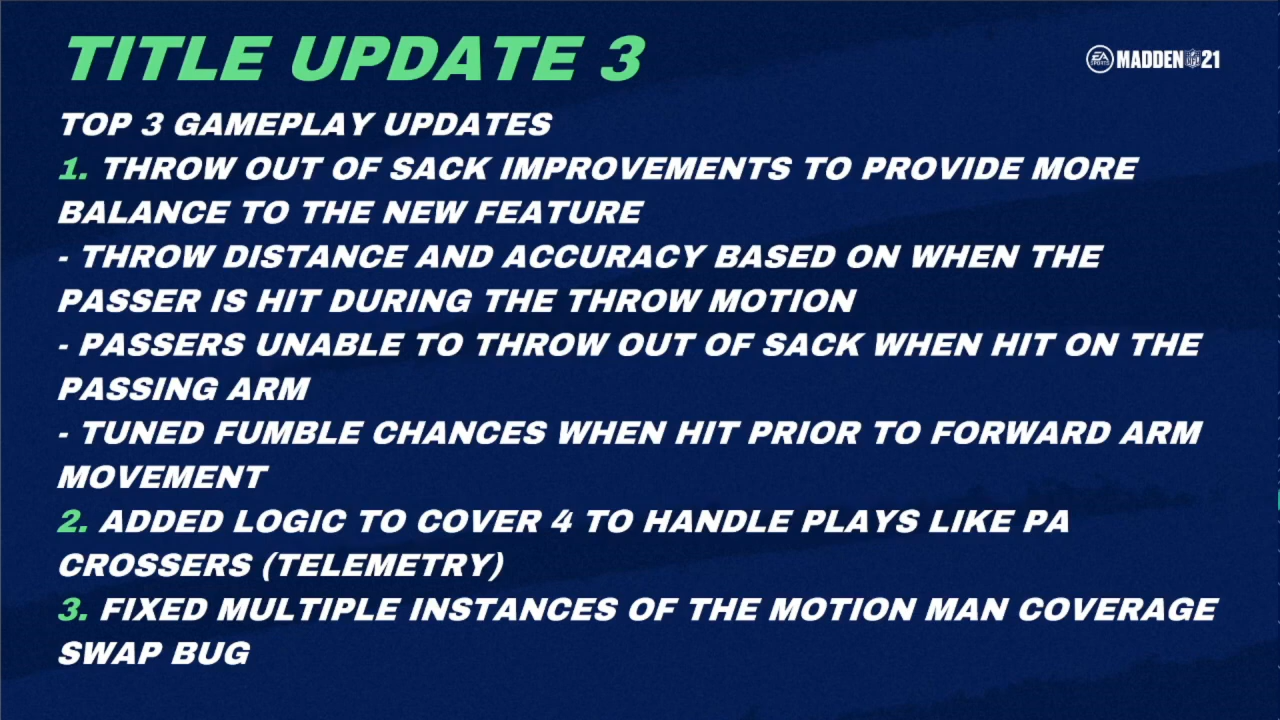 TITLE UPDATE 3
EA SPORTS MADDEN NFL 21
TOP 3 GAMEPLAY UPDATES
1. THROW OUT OF SACK IMPROVEMENTS TO PROVIDE MORE
BALANCE TO THE NEW FEATURE
- THROW DISTANCE AND ACCURACY BASED ON WHEN THE
PASSER IS HIT DURING THE THROW MOTION
- PASSERS UNABLE TO THROW OUT OF SACK WHEN HIT ON THE
PASSING ARM
- TUNED FUMBLE CHANCES WHEN HIT PRIOR TO FORWARD ARM
MOVEMENT
2. ADDED LOGIC TO COVER 4 TO HANDLE PLAYS LIKE PA
CROSSERS (TELEMETRY)
3. FIXED MULTIPLE INSTANCES OF THE MOTION MAN COVERAGE
SWAP BUG